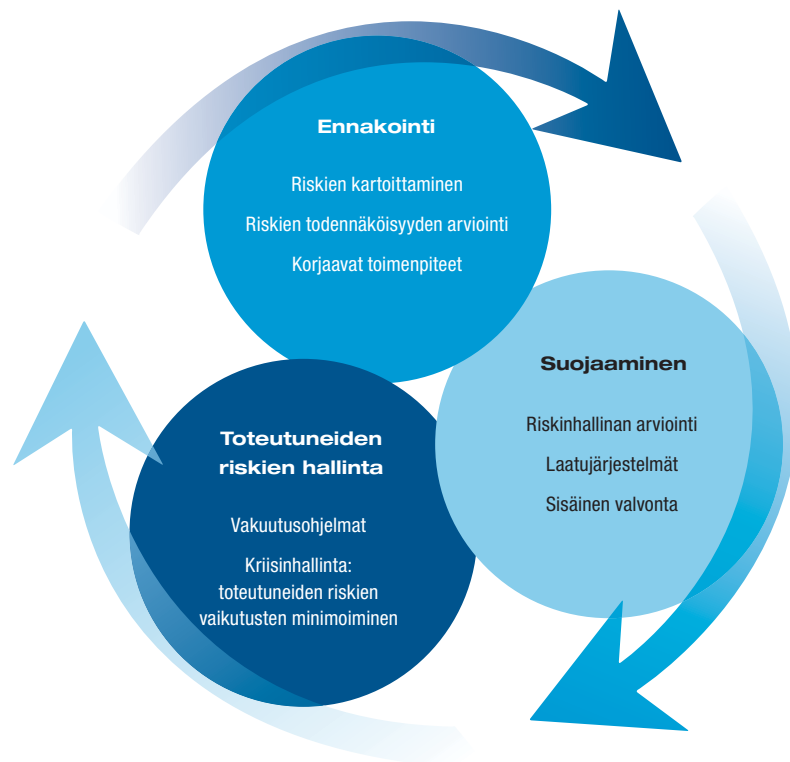 Ennakointi
Riskien kartoittaminen
Riskien todennäköisyyden arviointi
Korjaavat toimenpiteet
Suojaaminen
Riskinhallinan arviointi
Laatujärjestelmät
Sisäinen valvonta
Toteutuneiden
riskien hallinta
Vakuutusohjelmat
Kriisinhallinta:
toteutuneiden riskien
vaikutusten minimoiminen